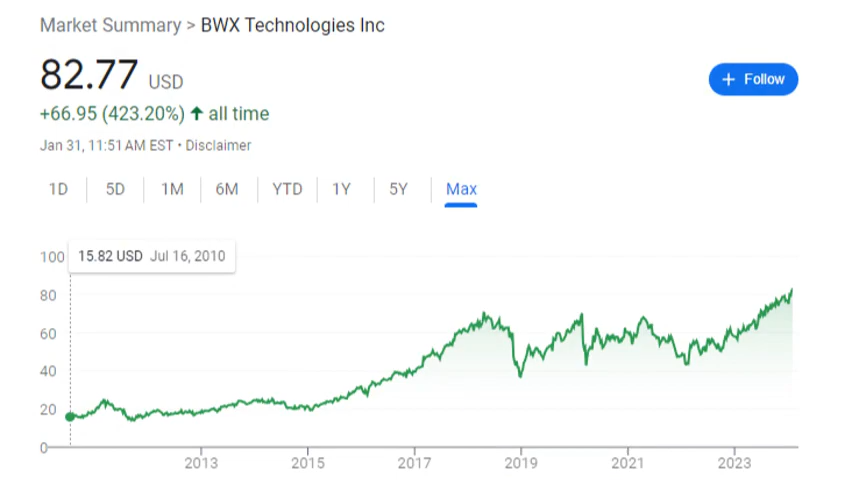 Market Summary > BWX Technologies Inc
82.77 USD
+ Follow
+66.95 (423.20%) ↑ all time
Jan 31, 11:51 AM EST • Disclaimer
1D 5D 1M 6M YTD 1Y 5Y Max
100
15.82 USD Jul 16, 2010
80
60
40
20
0
2013 2015 2017 2019 2021 2023